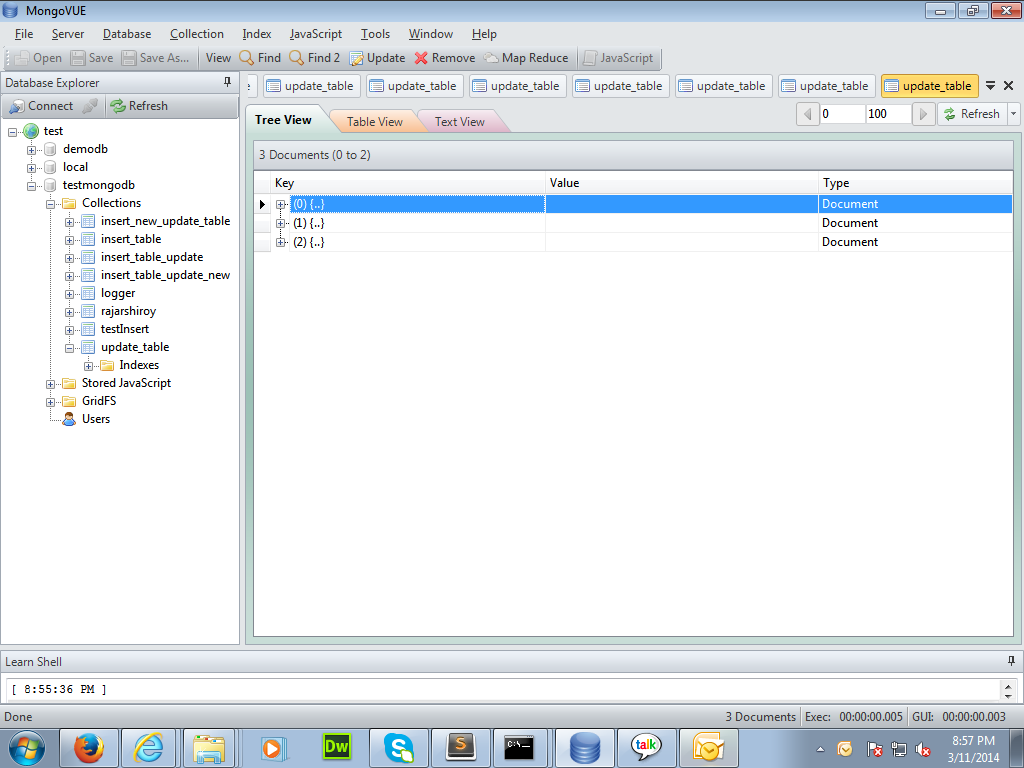 MongoVUE
File Server Database Collection Index JavaScript Tools Window Help
Open Save Save As... View Find Find 2 Update Remove Map Reduce JavaScript
Database Explorer
Connect Refresh
test
demodb
local
testmongodb
Collections
insert_new_update_table
insert_table
insert_table_update
insert_table_update_new
logger
rajarshiroy
testInsert
update_table
Indexes
Stored JavaScript
GridFS
Users
update_table update_table update_table update_table update_table update_table update_table
Tree View Table View Text View 0 100 Refresh
3 Documents (0 to 2)
Key Value Type
(0) {..} Document
(1) {..} Document
(2) {..} Document
Learn Shell
[ 8:55:36 PM ]
Done 3 Documents Exec: 00:00:00.005 GUI: 00:00:00.003
Dw S C:\ talk
8:57 PM
3/11/2014